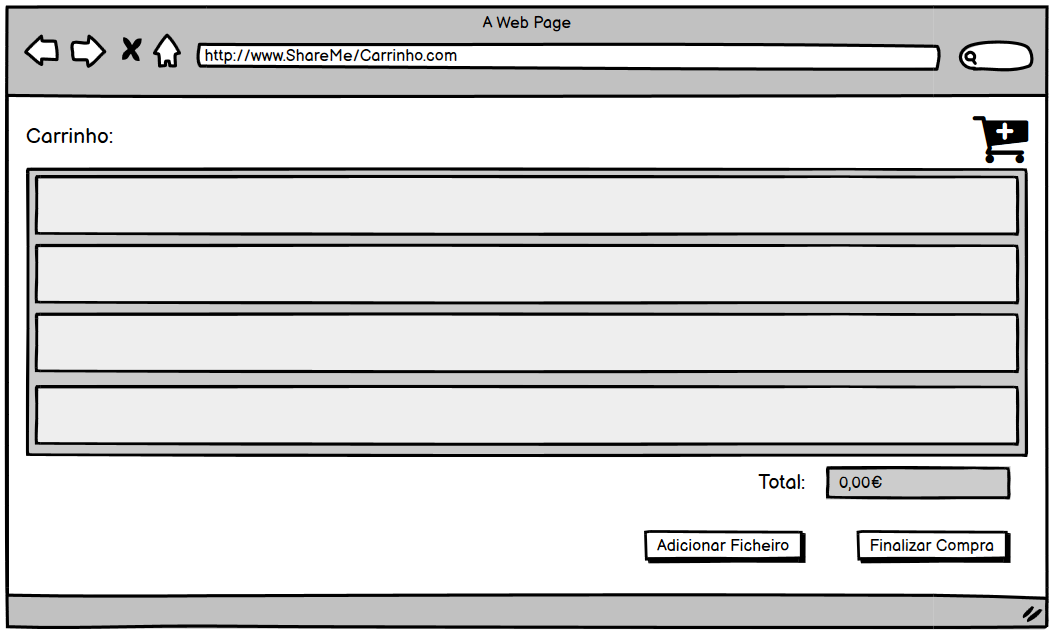 A Web Page
http://www.ShareMe/Carrinho.com
Carrinho:
Total:
0,00€
Adicionar Ficheiro
Finalizar Compra